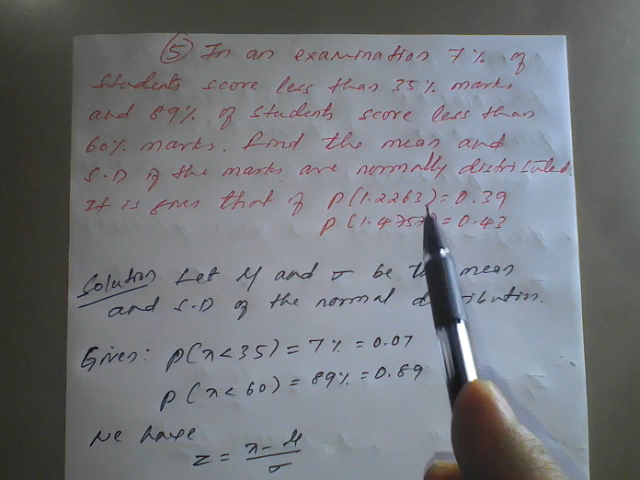 ⑤ In an examination 7% of
students score less than 35% marks
and 89% of students score less than
60% marks. find the mean and
S.D if the marks are normally distributed.
It is given that if P(1.2263) = 0.39
P(1.4757) = 0.43
Solution Let μ and σ be the mean
and S.D of the normal distribution.
Given: P(x<35) = 7% = 0.07
P(x<60) = 89% = 0.89
We have
z = x-μ / σ